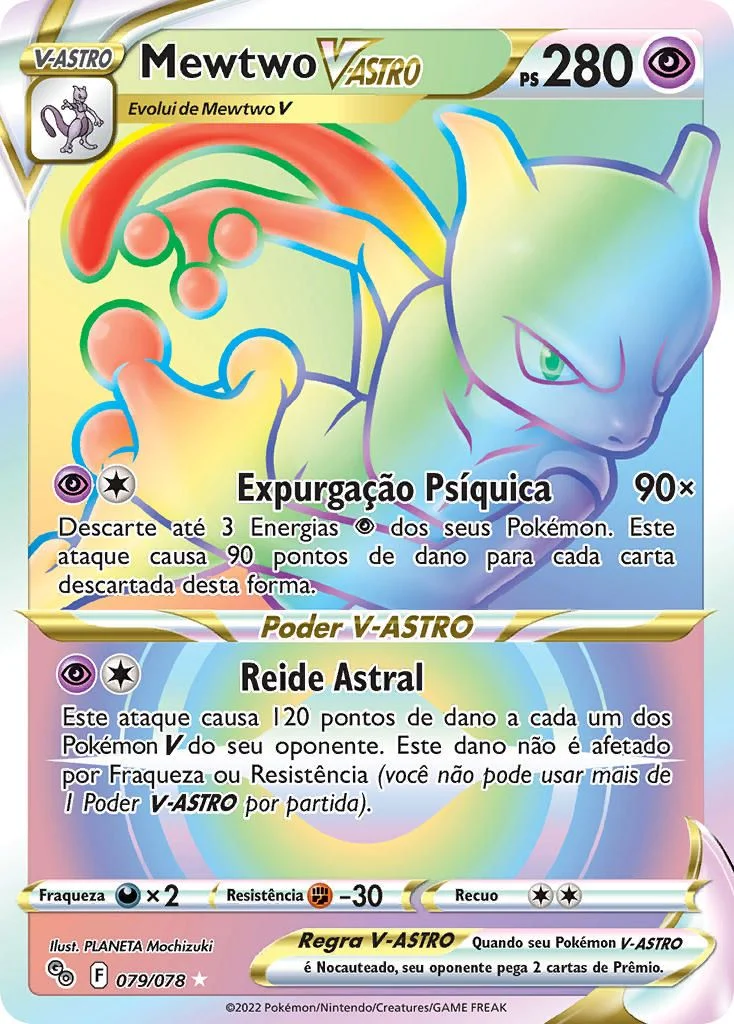 V-ASTRO
Mewtwo V-ASTRO
PS 280
Evolui de Mewtwo V
Expurgação Psíquica 90×
Descarte até 3 Energias dos seus Pokémon. Este
ataque causa 90 pontos de dano para cada carta
descartada desta forma.
Poder V-ASTRO
Reide Astral
Este ataque causa 120 pontos de dano a cada um dos
Pokémon V do seu oponente. Este dano não é afetado
por Fraqueza ou Resistência (você não pode usar mais de
1 Poder V-ASTRO por partida).
Fraqueza ×2 Resistência -30 Recuo
Ilust. PLANETA Mochizuki
Regra V-ASTRO Quando seu Pokémon V-ASTRO
é Nocauteado, seu oponente pega 2 cartas de Prêmio.
GO F 079/078
©2022 Pokémon/Nintendo/Creatures/GAME FREAK